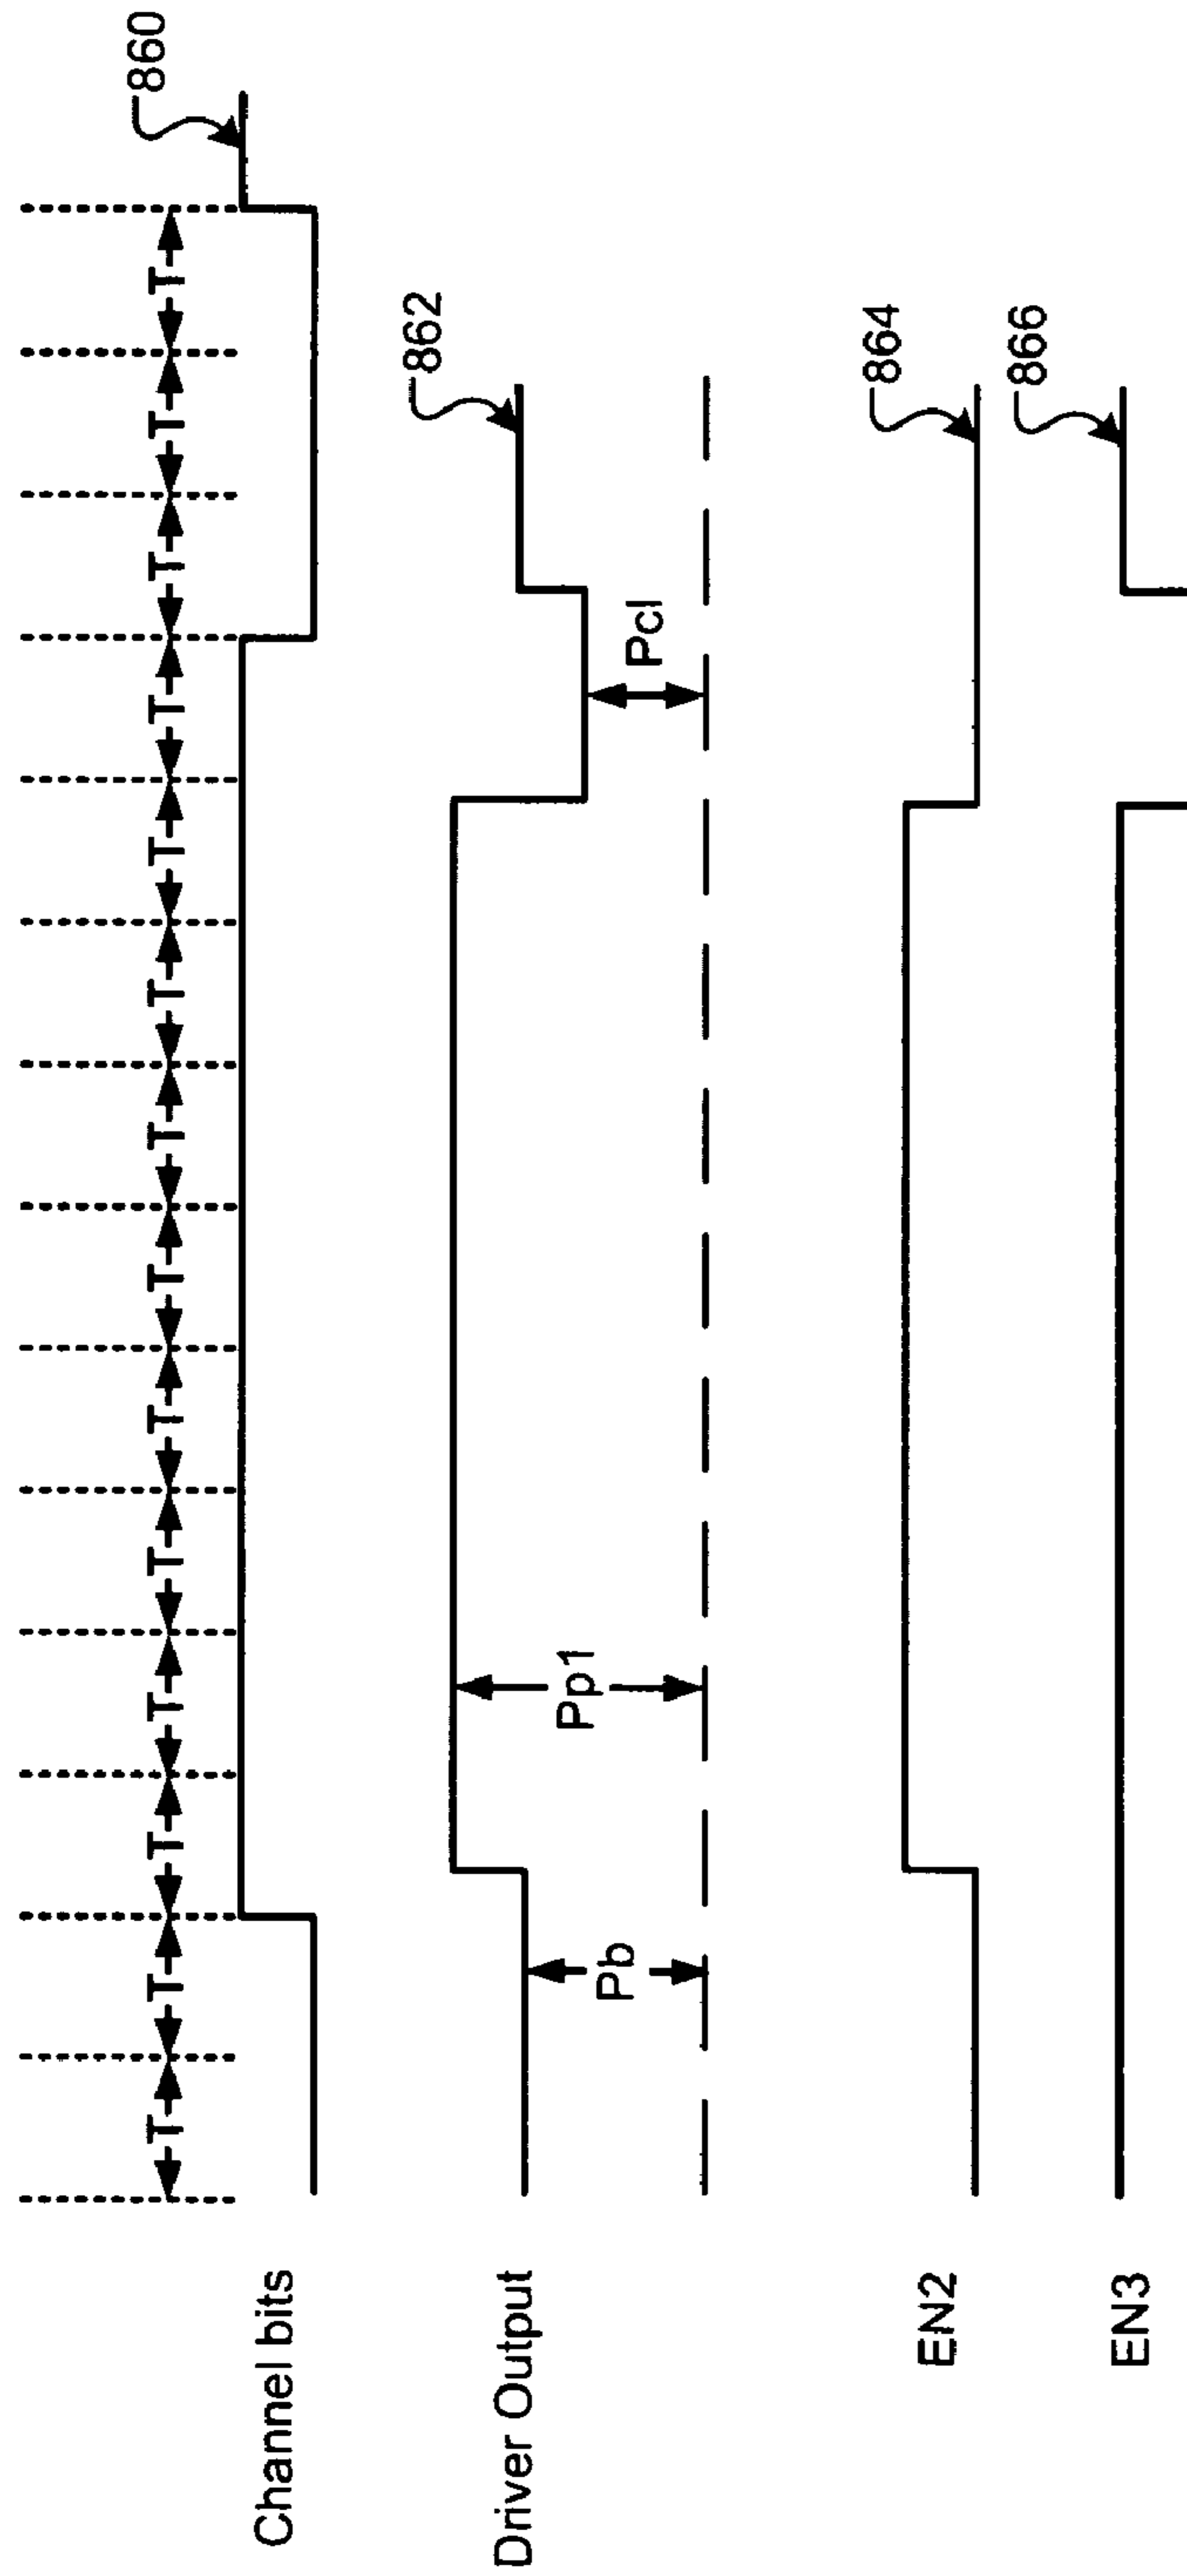 T T T T T T T T T T T T T T
860
Channel bits
862
Driver Output
Pb
Pp1
Pcl
864
EN2
866
EN3